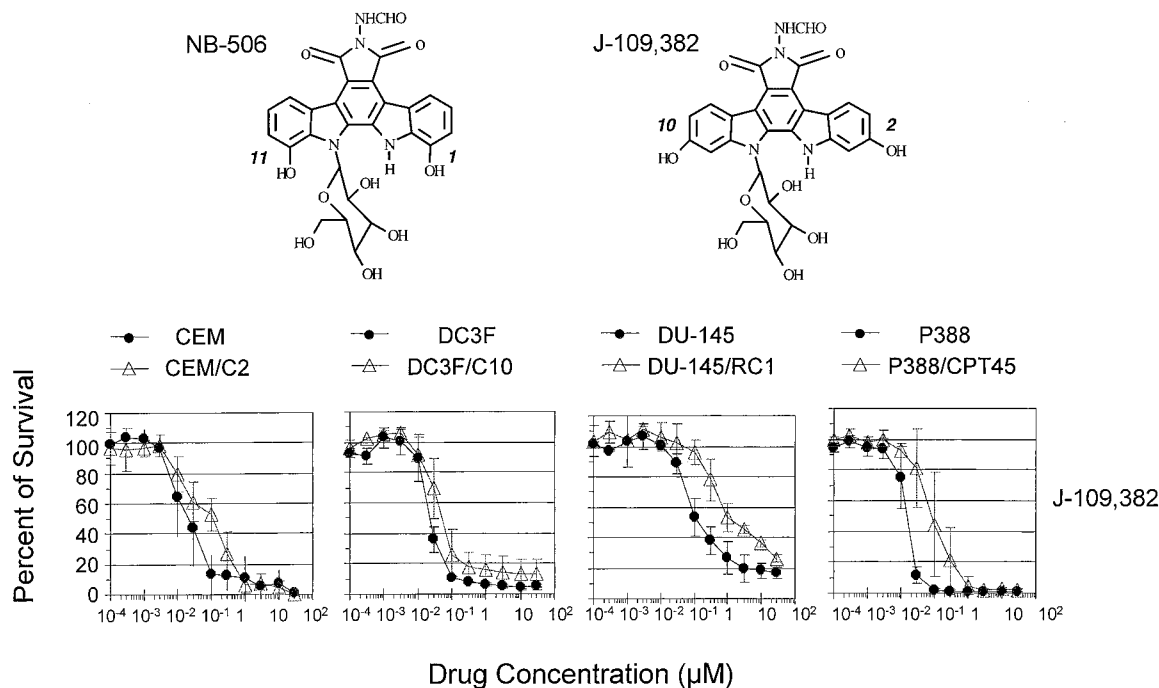 NB-506
NHCHO
N
O
O
11
HO
N
N
H
OH
1
O
OH
HO
OH
OH
J-109,382
NHCHO
N
O
O
10
HO
N
N
H
2
OH
O
OH
HO
OH
OH
CEM
CEM/C2
DC3F
DC3F/C10
DU-145
DU-145/RC1
P388
P388/CPT45
Percent of Survival
120
100
80
60
40
20
0
J-109,382
10⁻⁴ 10⁻³ 10⁻² 10⁻¹ 1 10 10²
10⁻⁴ 10⁻³ 10⁻² 10⁻¹ 1 10 10²
10⁻⁴ 10⁻³ 10⁻² 10⁻¹ 1 10 10²
10⁻⁴ 10⁻³ 10⁻² 10⁻¹ 1 10 10²
Drug Concentration (µM)